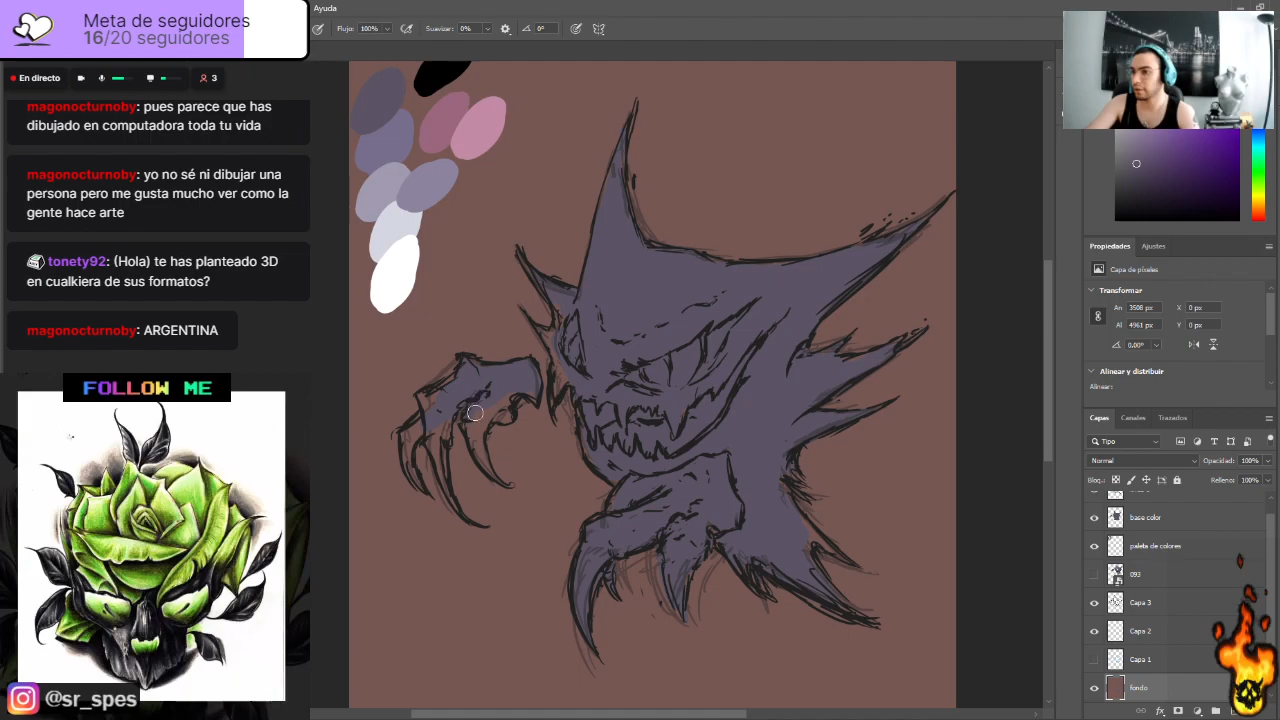 Meta de seguidores
16/20 seguidores
En directo
3
magonocturnoby: pues parece que has
dibujado en computadora toda tu vida
magonocturnoby: yo no sé ni dibujar una
persona pero me gusta mucho ver como la
gente hace arte
tonety92: (Hola) te has planteado 3D
en cualkiera de sus formatos?
magonocturnoby: ARGENTINA
FOLLOW ME
@sr_spes
Ayuda
Flujo: 100%
Suavizar: 0%
0°
Propiedades Ajustes
Capa de píxeles
Transformar
An 3508 px X 0 px
Al 4961 px Y 0 px
0,00°
Alinear y distribuir
Alinear:
Capas Canales Trazados
Tipo
Normal Opacidad: 100%
Bloq.: Relleno: 100%
base color
paleta de colores
093
Capa 3
Capa 2
Capa 1
fondo
fx